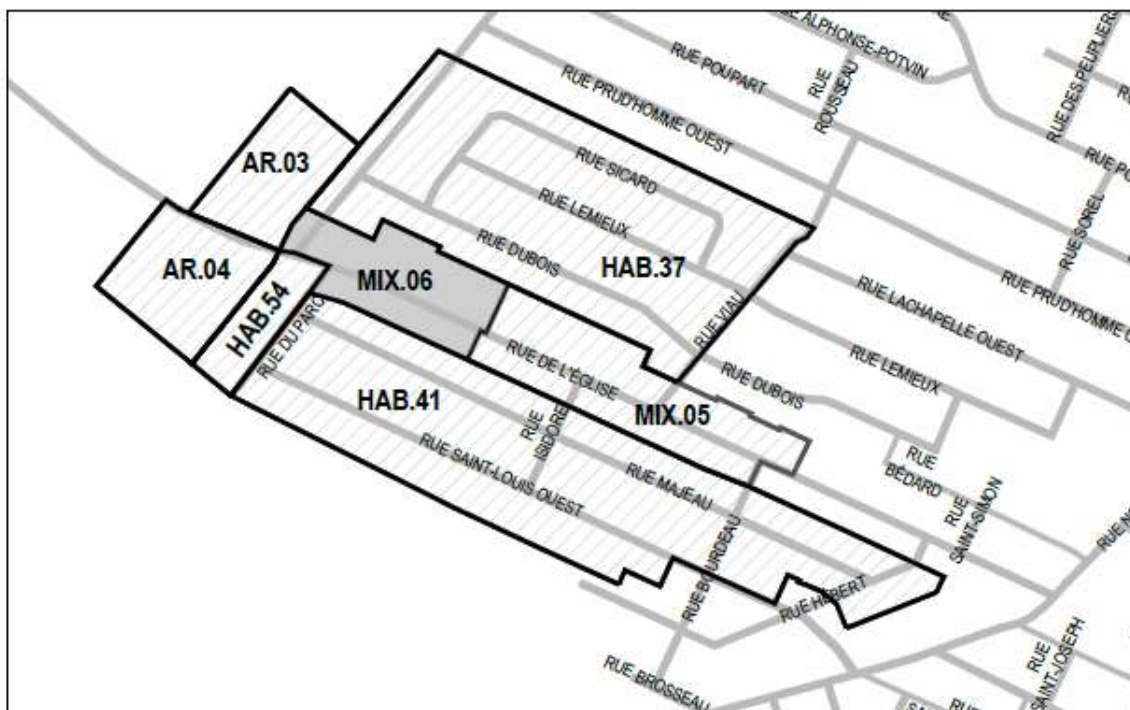 RUE ALPHONSE-POTVIN
RUE POUPART
RUE
ROUSSEAU
RUE DES PEUPLIERS
RUE PRUD'HOMME OUEST
RUE SICARD
AR.03
RUE LEMIEUX
RUE SOREL
RUE DUBOIS
HAB.37
AR.04
MIX.06
HAB.54
RUE DU PARC
RUE VIAU
RUE LACHAPELLE OUEST
RUE PRUD'HOMME O
RUE DE L'ÉGLISE
RUE DUBOIS
RUE LEMIEUX
HAB.41
RUE
ISIDORE
MIX.05
RUE SAINT-LOUIS OUEST
RUE MAJEAU
RUE
BÉDARD
RUE
SAINT-SIMON
RUE BOURDEAU
RUE HÉBERT
RUE BROSSEAU
RUE
SAINT-JOSEPH